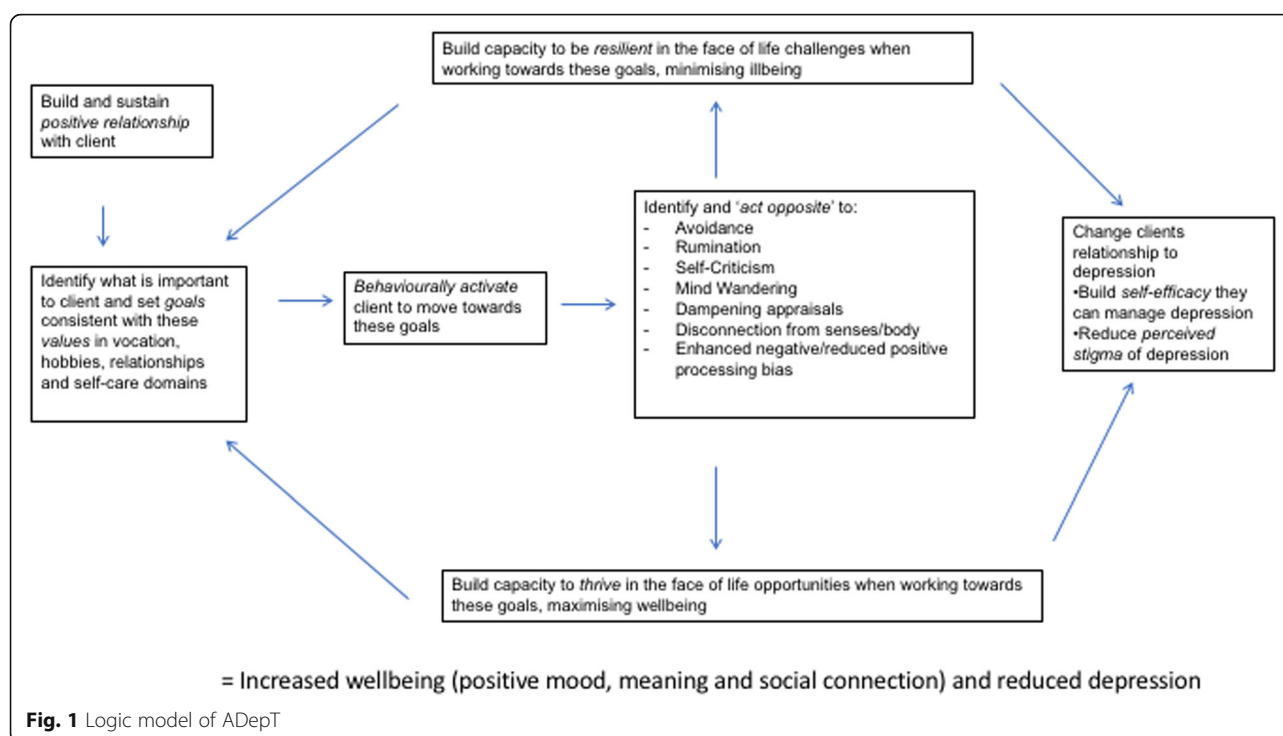 Build capacity to be resilient in the face of life challenges when
working towards these goals, minimising illbeing
Build and sustain
positive relationship
with client
Identify what is important
to client and set goals
consistent with these
values in vocation,
hobbies, relationships
and self-care domains
Behaviourally activate
client to move towards
these goals
Identify and ‘act opposite’ to:
- Avoidance
- Rumination
- Self-Criticism
- Mind Wandering
- Dampening appraisals
- Disconnection from senses/body
- Enhanced negative/reduced positive
processing bias
Change clients
relationship to
depression
•Build self-efficacy they
can manage depression
•Reduce perceived
stigma of depression
Build capacity to thrive in the face of life opportunities when working towards
these goals, maximising wellbeing
= Increased wellbeing (positive mood, meaning and social connection) and reduced depression
Fig. 1 Logic model of ADepT